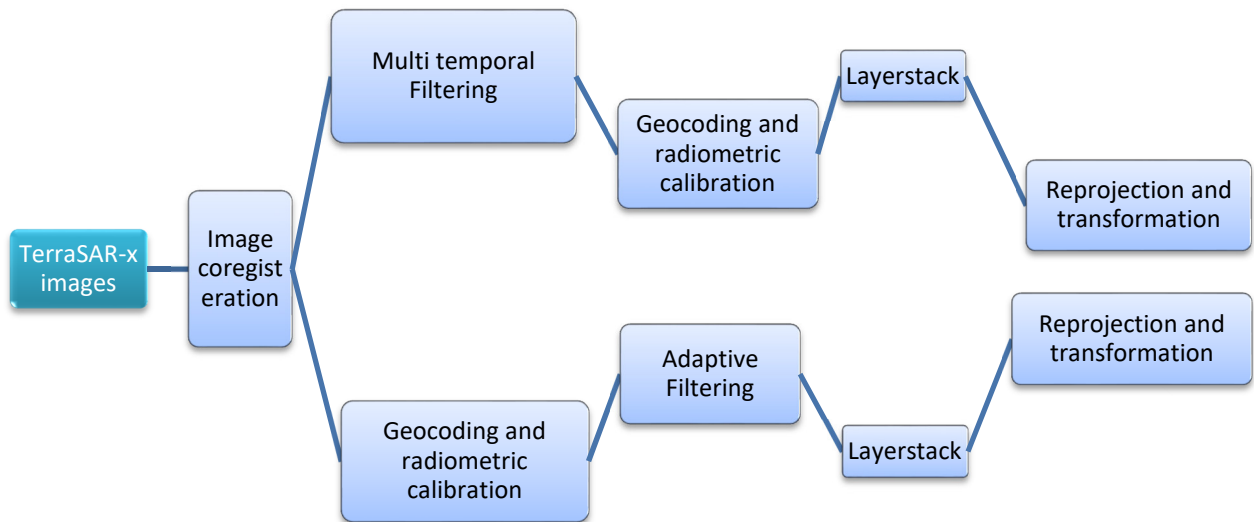 TerraSAR-x
images
Image
coregist
eration
Multi temporal
Filtering
Geocoding and
radiometric
calibration
Layerstack
Reprojection and
transformation
Geocoding and
radiometric
calibration
Adaptive
Filtering
Layerstack
Reprojection and
transformation